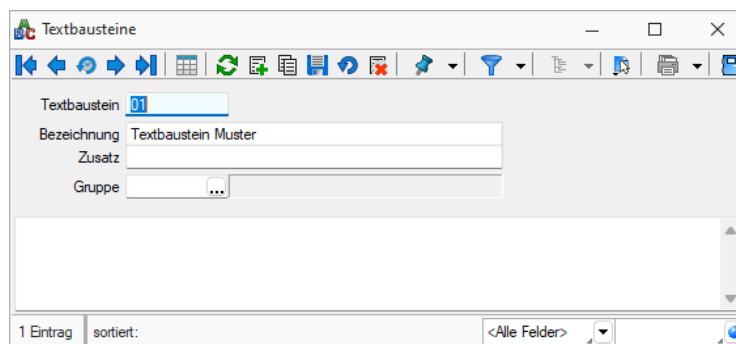 Textbausteine
Textbaustein 01
Bezeichnung Textbaustein Muster
Zusatz
Gruppe ...
1 Eintrag sortiert: <Alle Felder>